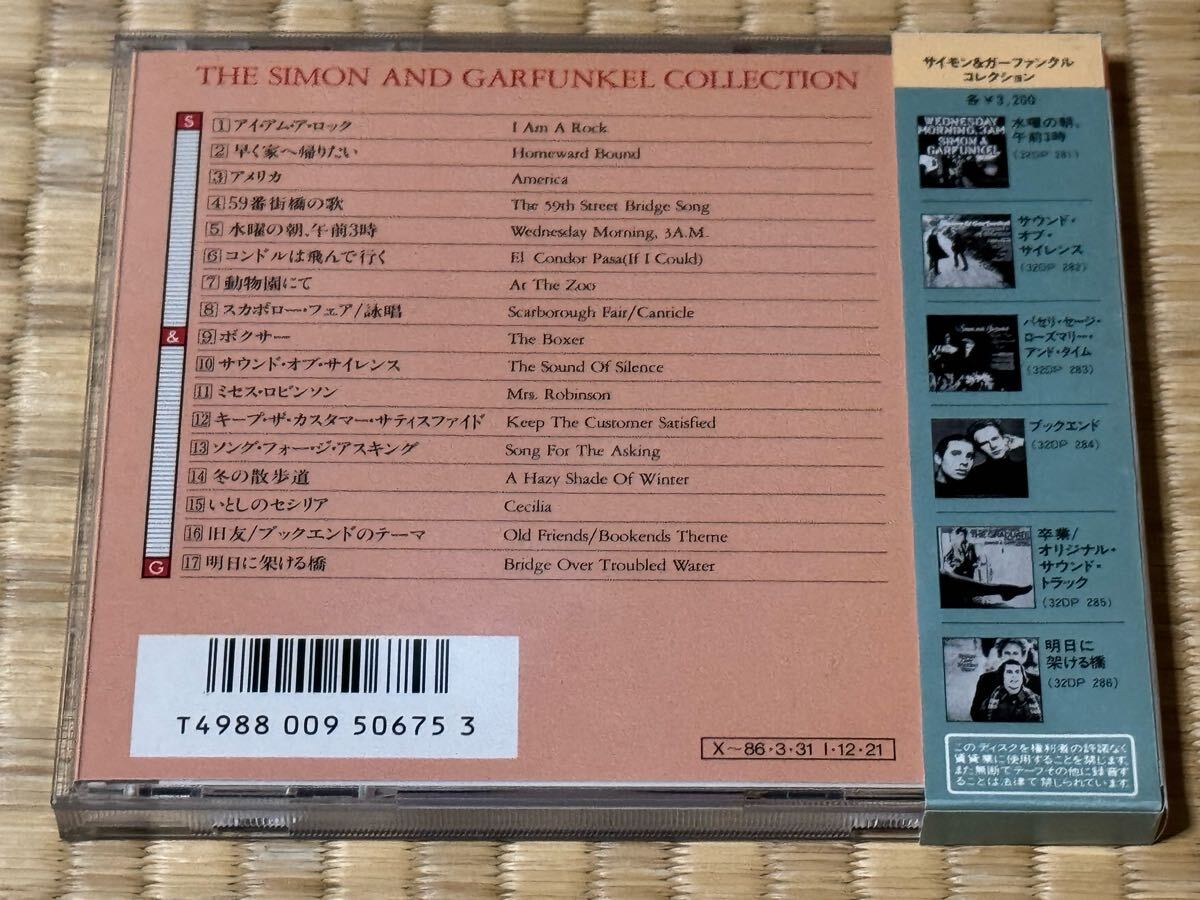 THE SIMON AND GARFUNKEL COLLECTION
S
1 アイ・アム・ア・ロック I Am A Rock
2 早く家へ帰りたい Homeward Bound
3 アメリカ America
4 59番街橋の歌 The 59th Street Bridge Song
5 水曜の朝、午前3時 Wednesday Morning, 3A.M.
6 コンドルは飛んで行く El Condor Pasa(If I Could)
7 動物園にて At The Zoo
8 スカボロー・フェア/詠唱 Scarborough Fair/Canticle
&
9 ボクサー The Boxer
10 サウンド・オブ・サイレンス The Sound Of Silence
11 ミセス・ロビンソン Mrs. Robinson
12 キープ・ザ・カスタマー・サティスファイド Keep The Customer Satisfied
13 ソング・フォー・ジ・アスキング Song For The Asking
14 冬の散歩道 A Hazy Shade Of Winter
15 いとしのセシリア Cecilia
16 旧友/ブックエンドのテーマ Old Friends/Bookends Theme
G
17 明日に架ける橋 Bridge Over Troubled Water
T4988 009 50675 3
X〜86・3・31 I・12・21
サイモン&ガーファンクル
コレクション
各¥3,200
WEDNESDAY
MORNING, 3AM
SIMON &
GARFUNKEL
水曜の朝、
午前3時
(32DP 281)
サウンド・
オブ・
サイレンス
(32DP 282)
パセリ・セージ・
ローズマリー・
アンド・タイム
(32DP 283)
ブックエンド
(32DP 284)
THE GRADUATE
卒業/
オリジナル・
サウンド・
トラック
(32DP 285)
明日に
架ける橋
(32DP 286)
このディスクを権利者の許諾なく
賃貸業に使用することを禁じます。
また無断でテープその他に録音す
ることは法律で禁じられています。